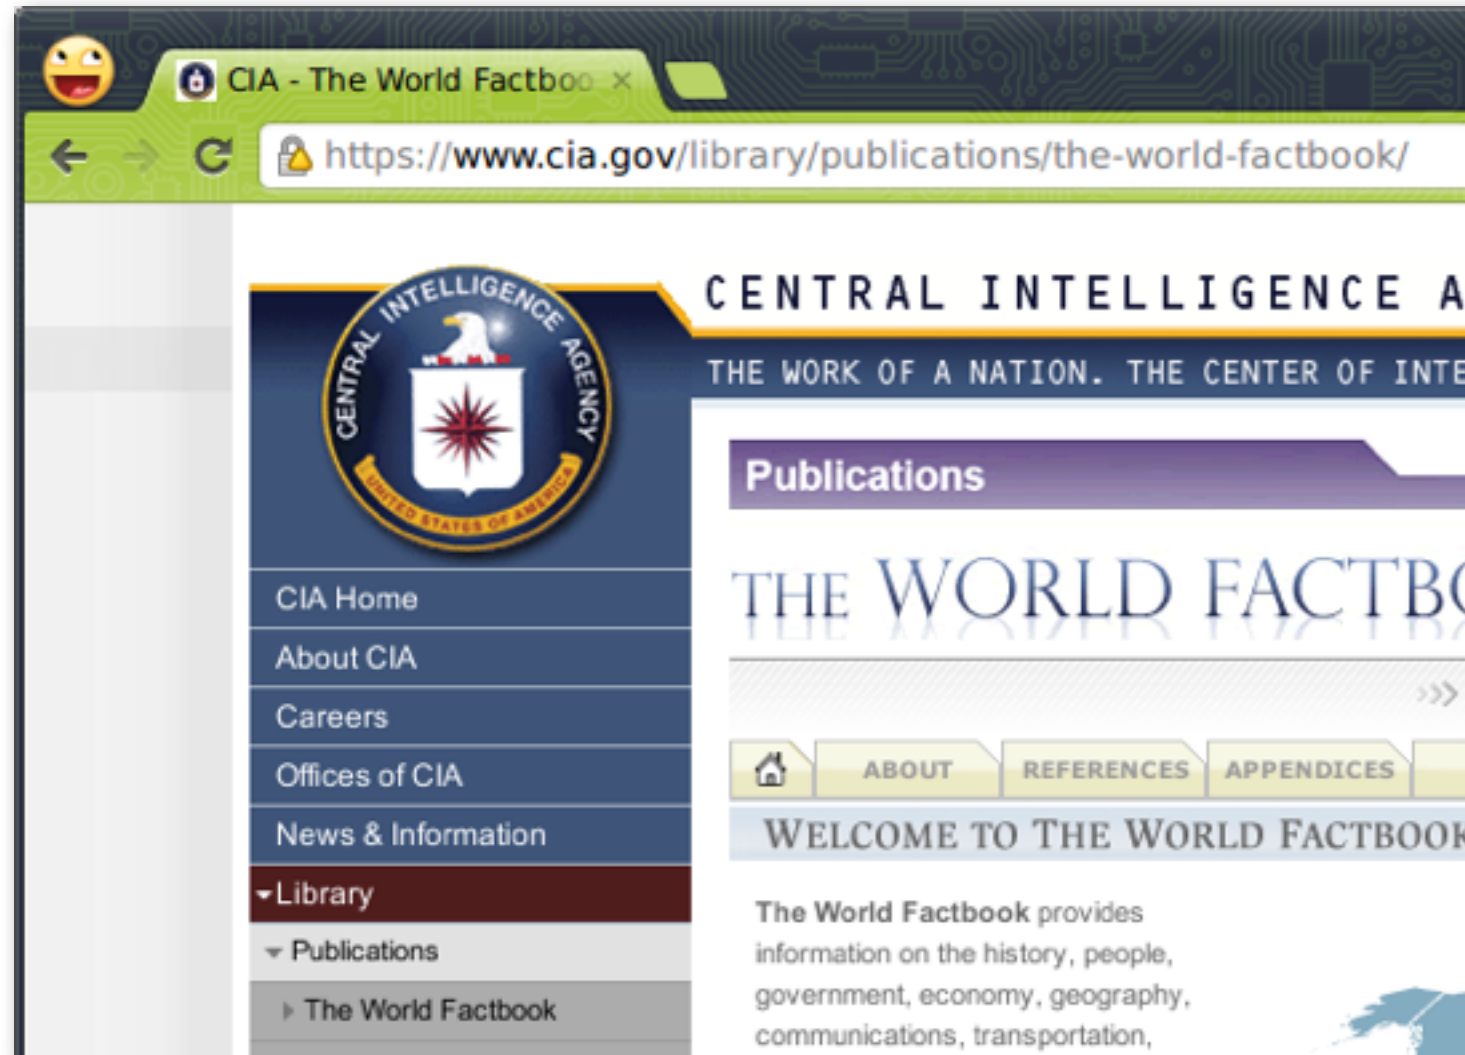 CIA - The World Factboo
https://www.cia.gov/library/publications/the-world-factbook/
CENTRAL INTELLIGENCE AGENCY
UNITED STATES OF AMERICA
CENTRAL INTELLIGENCE A
THE WORK OF A NATION. THE CENTER OF INTE
Publications
THE WORLD FACTBO
CIA Home
About CIA
Careers
Offices of CIA
News & Information
Library
Publications
The World Factbook
ABOUT
REFERENCES
APPENDICES
WELCOME TO THE WORLD FACTBOOK
The World Factbook provides
information on the history, people,
government, economy, geography,
communications, transportation,